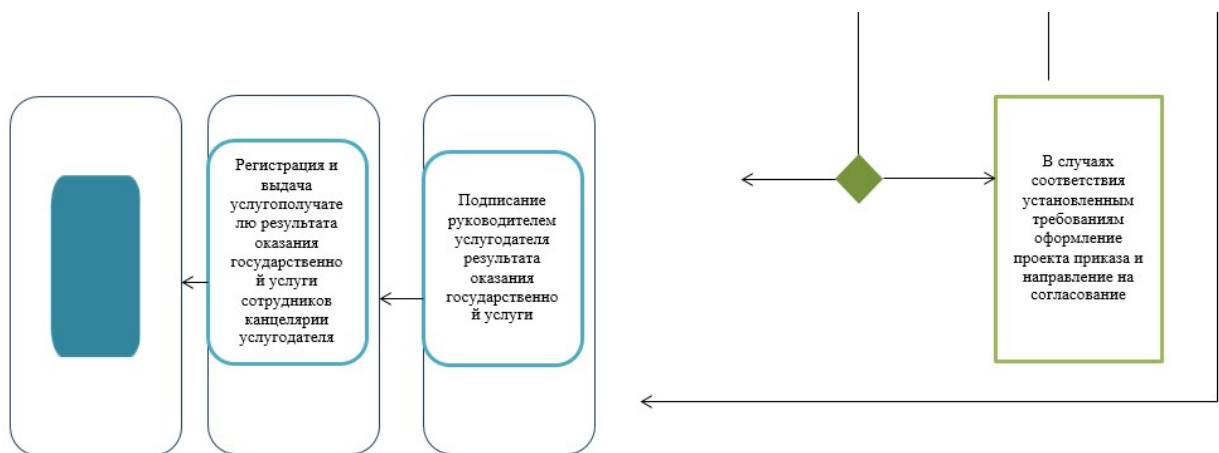 Регистрация и
выдача
услугополучате
лю результата
оказания
государственно
й услуги
сотрудников
канцелярии
услугодателя
Подписание
руководителем
услугодателя
результата
оказания
государственно
й услуги
В случаях
соответствия
установленным
требованиям
оформление
проекта приказа и
направление на
согласование